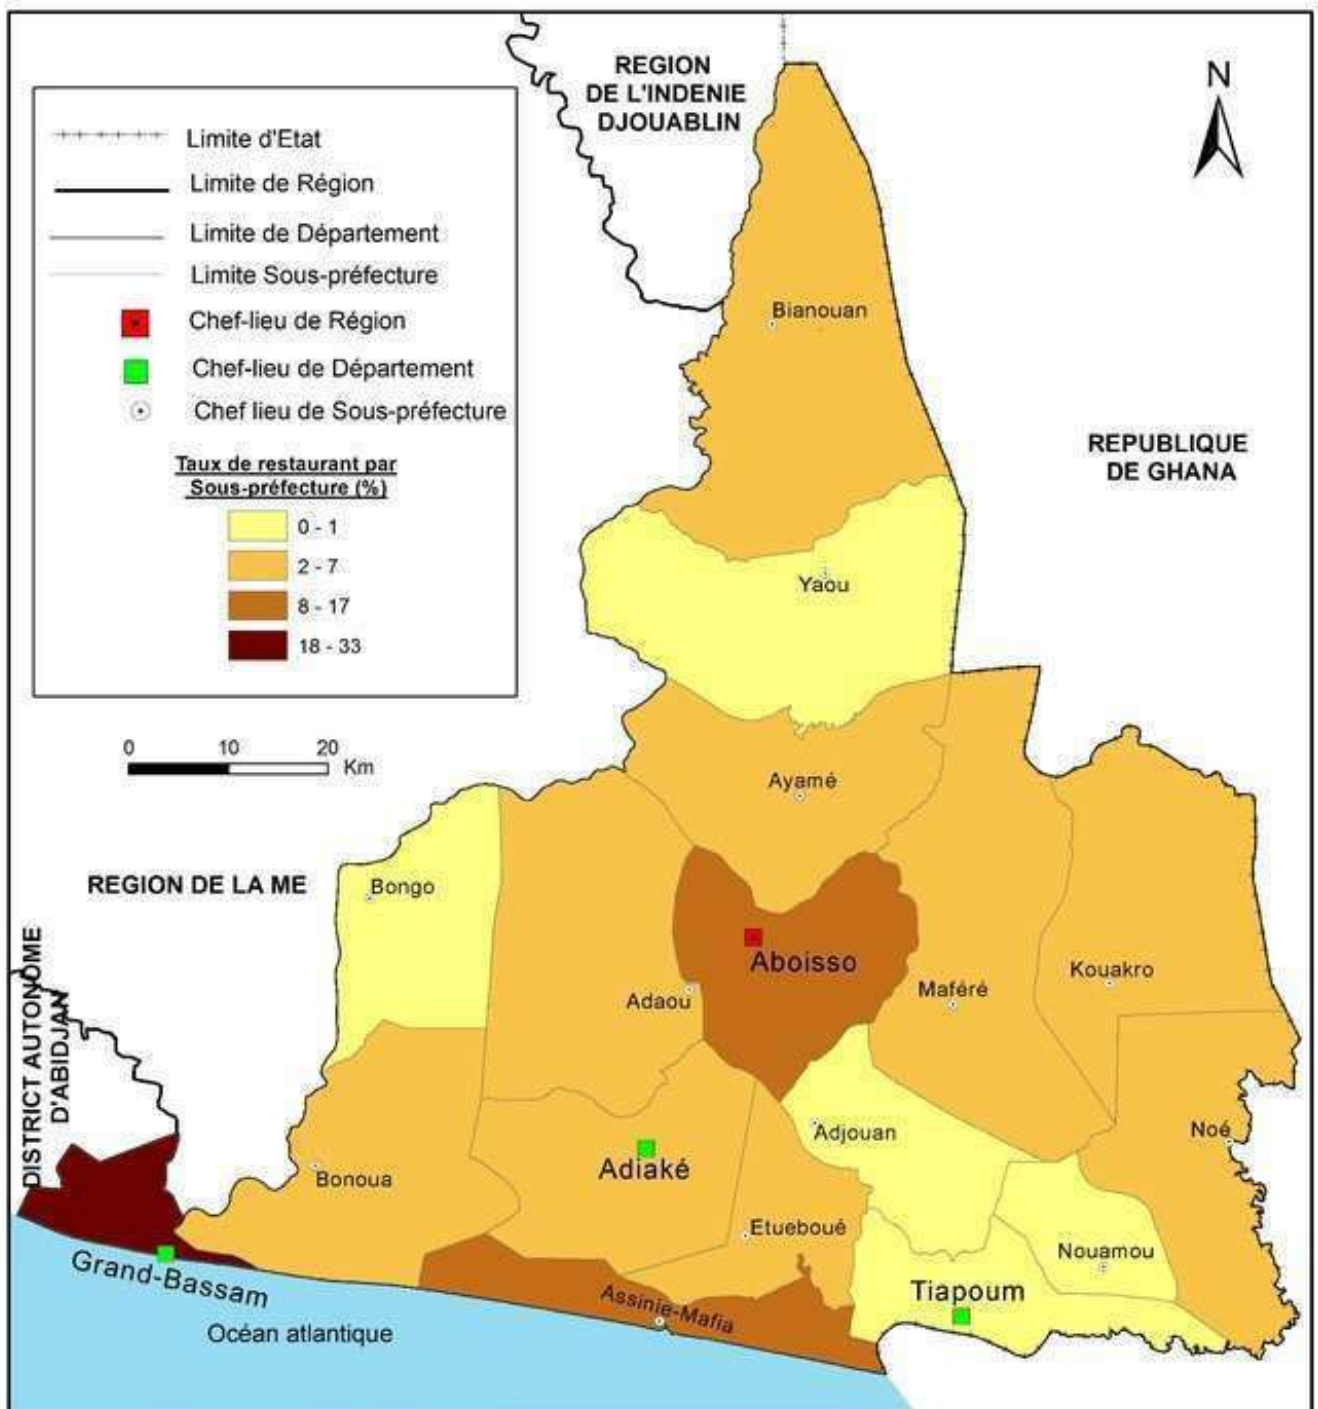 REGION
DE L'INDENIE
DJOUABLIN
N
Limite d'Etat
Limite de Région
Limite de Département
Limite Sous-préfecture
Chef-lieu de Région
Chef-lieu de Département
Chef lieu de Sous-préfecture
Taux de restaurant par
Sous-préfecture (%)
0 - 1
2 - 7
8 - 17
18 - 33
Bianouan
REPUBLIQUE
DE GHANA
Yaou
0 10 20
Km
Ayamé
REGION DE LA ME
Bongo
DISTRICT AUTONOME
D'ABIDJAN
Aboisso
Adaou
Maféré
Kouakro
Adjouan
Noé
Bonoua
Adiaké
Etueboué
Nouamou
Grand-Bassam
Assinie-Mafia
Tiapoum
Océan atlantique